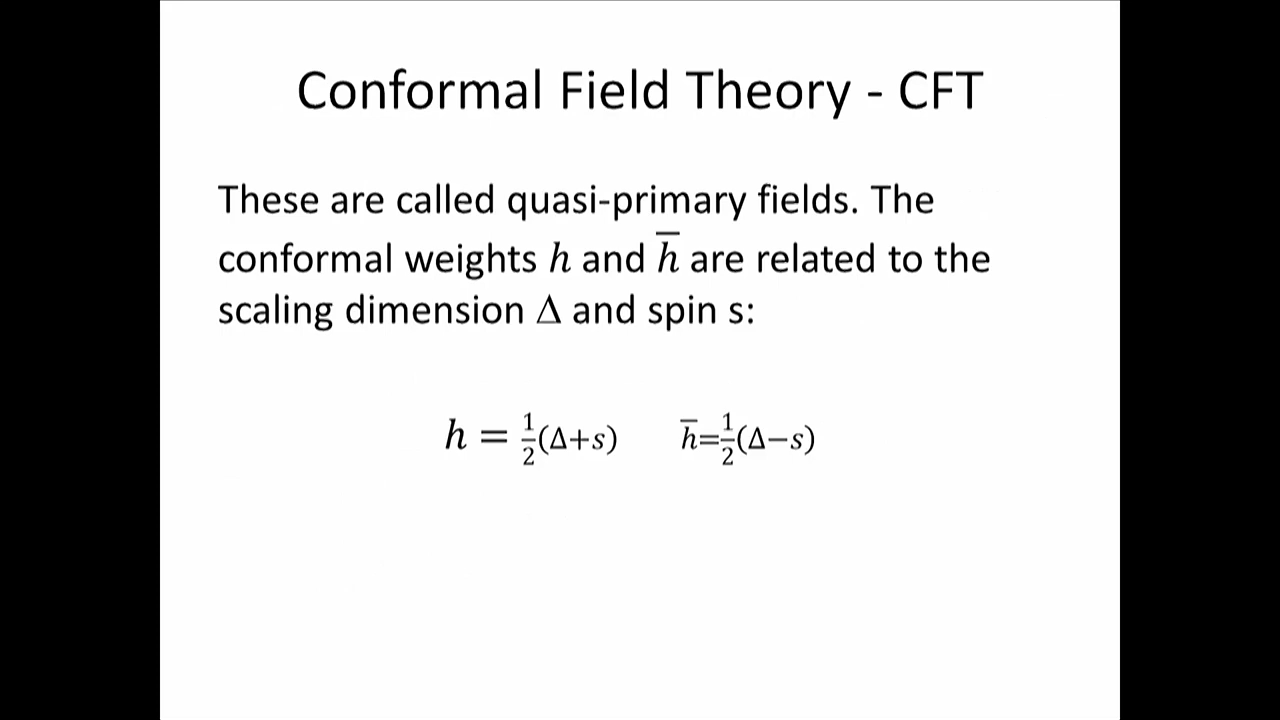 Conformal Field Theory - CFT
These are called quasi-primary fields. The
conformal weights ℎ and ℎ̅ are related to the
scaling dimension Δ and spin s:
ℎ = 1/2(Δ+s) ℎ̅=1/2(Δ−s)